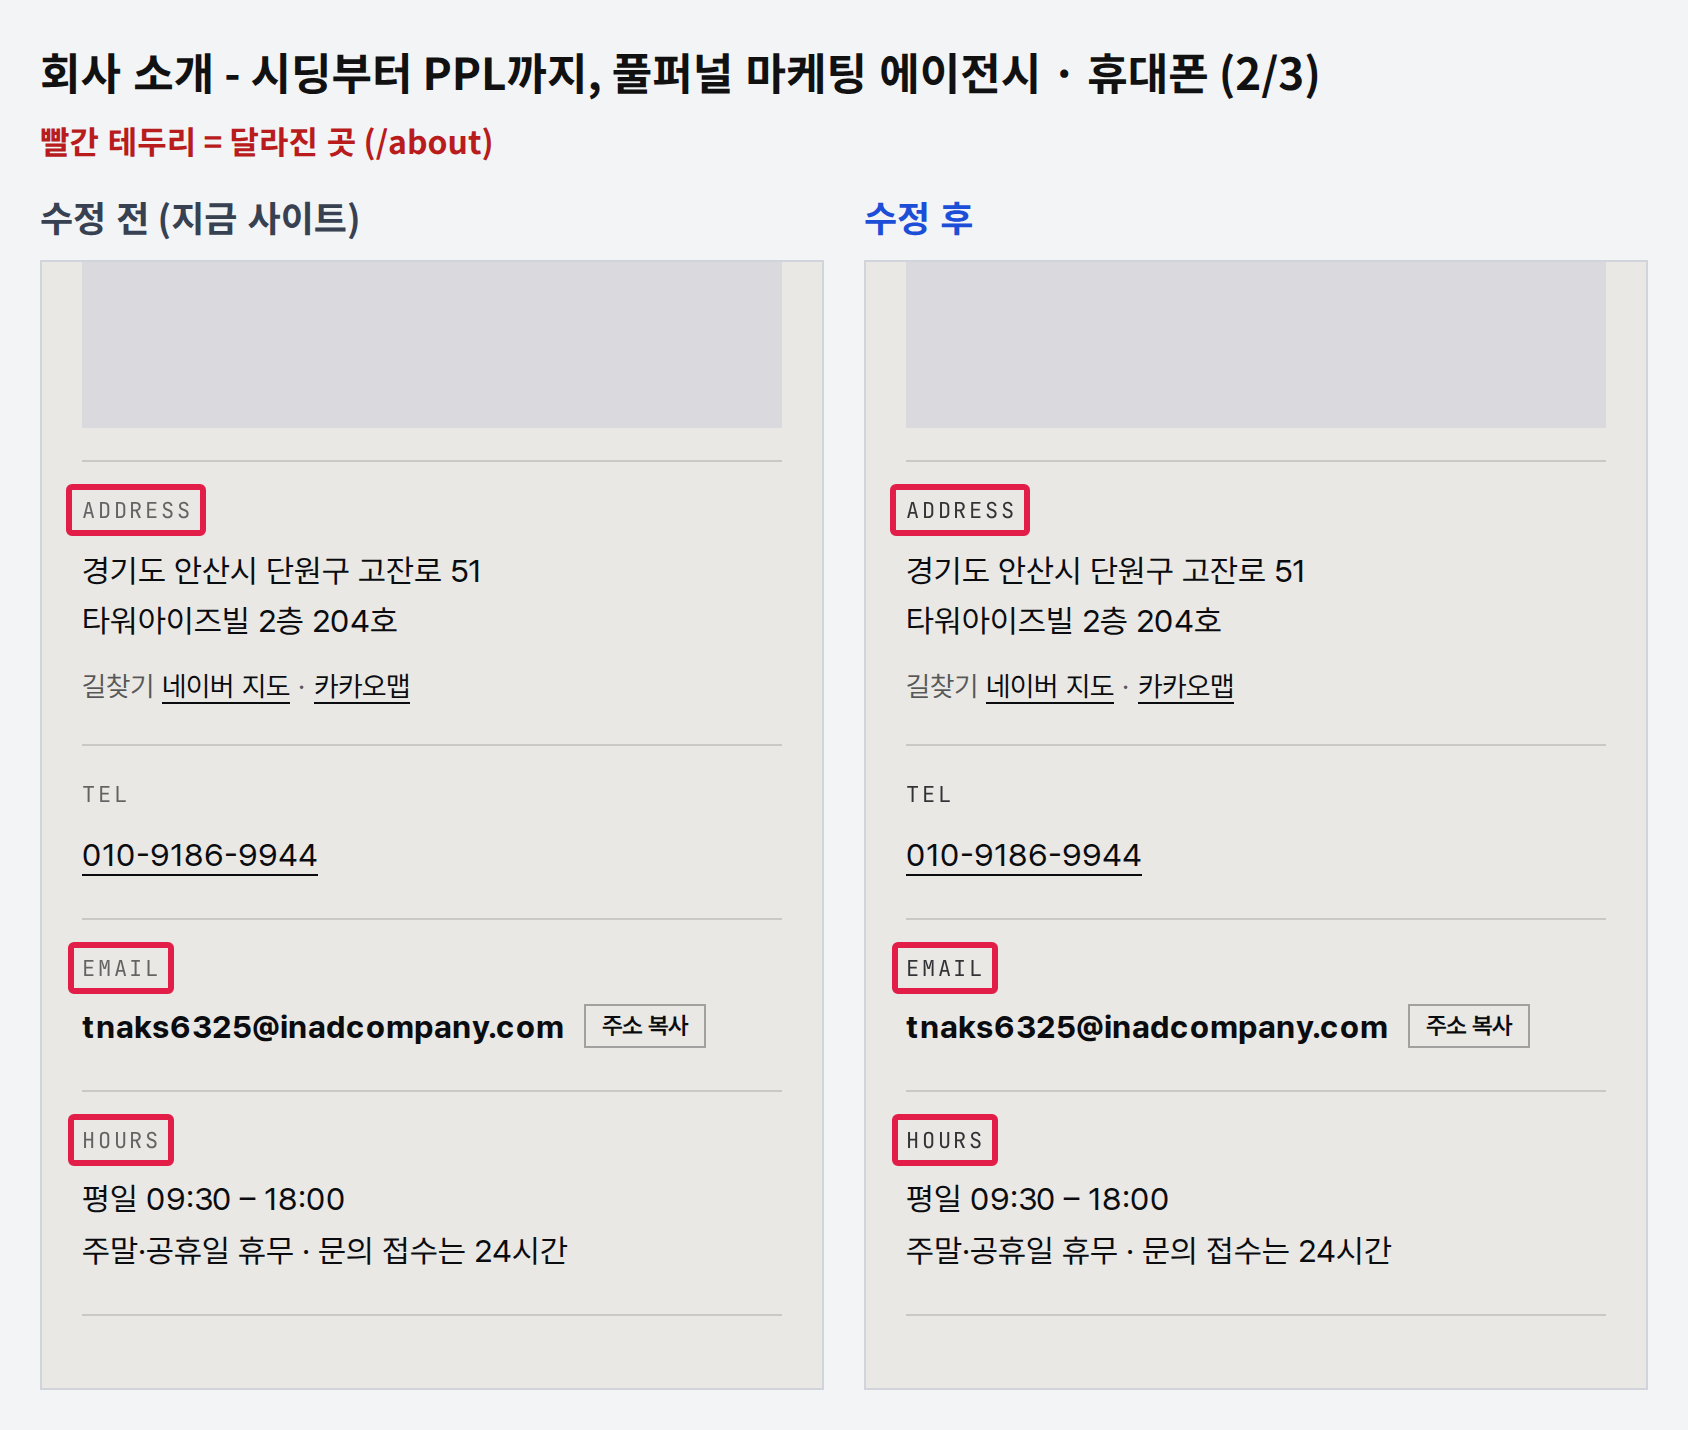 회사 소개 - 시딩부터 PPL까지, 풀퍼널 마케팅 에이전시 · 휴대폰 (2/3)
빨간 테두리 = 달라진 곳 (/about)
수정 전 (지금 사이트)
ADDRESS
경기도 안산시 단원구 고잔로 51
타워아이즈빌 2층 204호
길찾기 네이버 지도 · 카카오맵
TEL
010-9186-9944
EMAIL
tnaks6325@inadcompany.com 주소 복사
HOURS
평일 09:30 – 18:00
주말·공휴일 휴무 · 문의 접수는 24시간
수정 후
ADDRESS
경기도 안산시 단원구 고잔로 51
타워아이즈빌 2층 204호
길찾기 네이버 지도 · 카카오맵
TEL
010-9186-9944
EMAIL
tnaks6325@inadcompany.com 주소 복사
HOURS
평일 09:30 – 18:00
주말·공휴일 휴무 · 문의 접수는 24시간